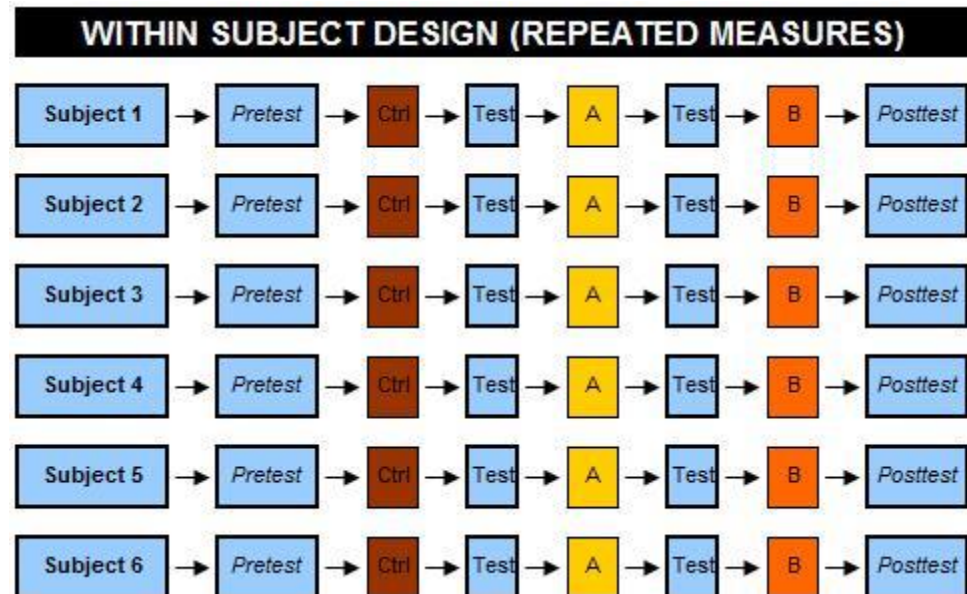 WITHIN SUBJECT DESIGN (REPEATED MEASURES)
Subject 1 Pretest Ctrl Test A Test B Posttest
Subject 2 Pretest Ctrl Test A Test B Posttest
Subject 3 Pretest Ctrl Test A Test B Posttest
Subject 4 Pretest Ctrl Test A Test B Posttest
Subject 5 Pretest Ctrl Test A Test B Posttest
Subject 6 Pretest Ctrl Test A Test B Posttest